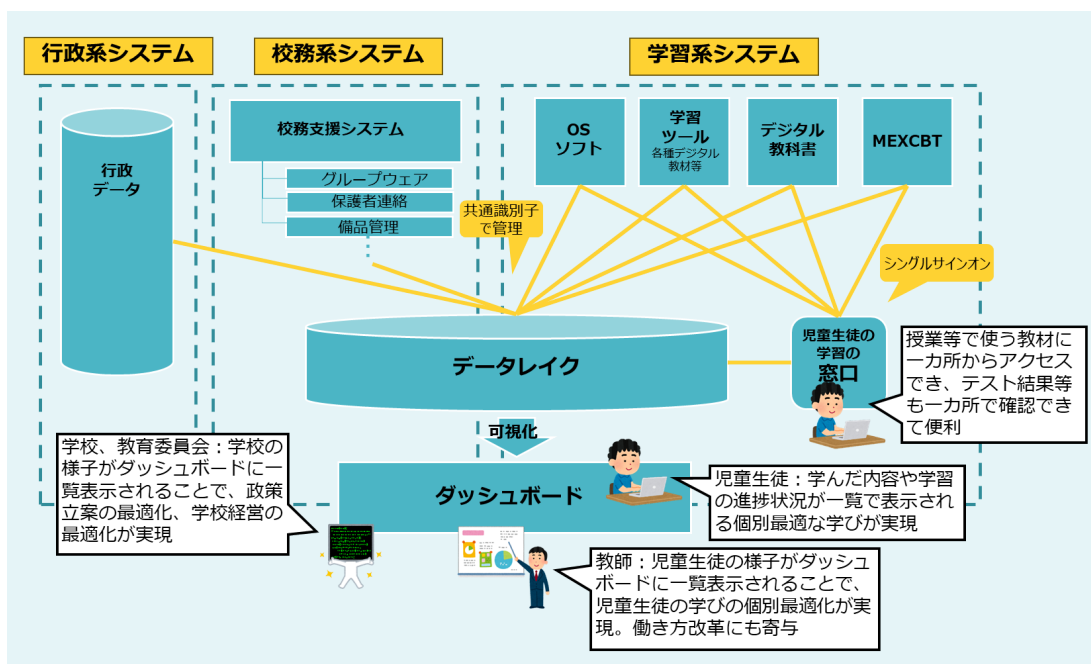 行政系システム
校務系システム
学習系システム
行政
データ
校務支援システム
グループウェア
保護者連絡
備品管理
共通識別子
で管理
OS
ソフト
学習
ツール
各種デジタル
教材等
デジタル
教科書
MEXCBT
シングルサインオン
データレイク
児童生徒の
学習の
窓口
授業等で使う教材に
一カ所からアクセス
でき、テスト結果等
も一カ所で確認でき
て便利
可視化
ダッシュボード
学校、教育委員会：学校の
様子がダッシュボードに一
覧表示されることで、政策
立案の最適化、学校経営の
最適化が実現
児童生徒：学んだ内容や学習
の進捗状況が一覧で表示され
る個別最適な学びが実現
教師：児童生徒の様子がダッシュ
ボードに一覧表示されることで、
児童生徒の学びの個別最適化が実
現。働き方改革にも寄与